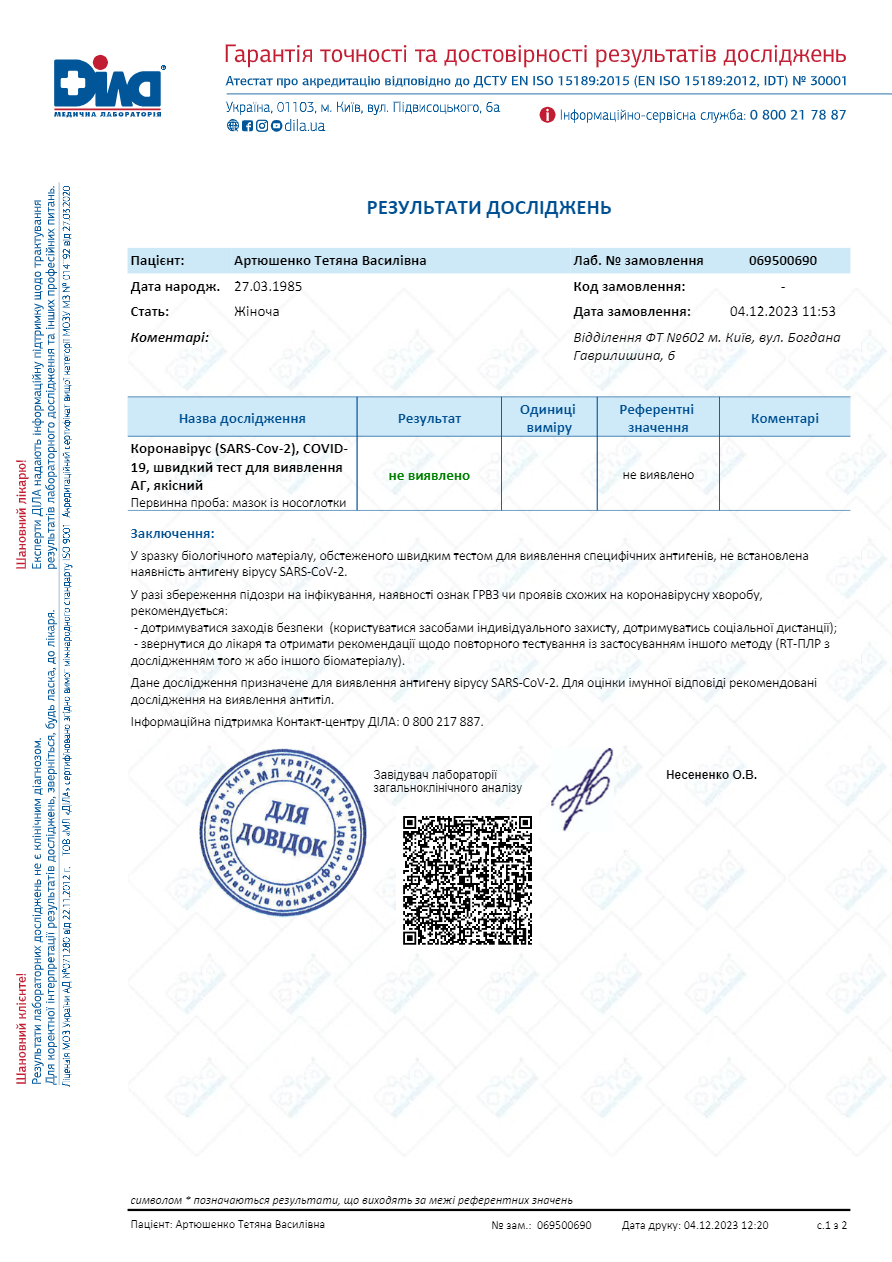 Діла®
МЕДИЧНА ЛАБОРАТОРІЯ
Гарантія точності та достовірності результатів досліджень
Атестат про акредитацію відповідно до ДСТУ EN ISO 15189:2015 (EN ISO 15189:2012, IDT) № 30001
Україна, 01103, м. Київ, вул. Підвисоцького, 6а
dila.ua
Інформаційно-сервісна служба: 0 800 21 78 87
РЕЗУЛЬТАТИ ДОСЛІДЖЕНЬ
Пацієнт: Артюшенко Тетяна Василівна Лаб. № замовлення 069500690
Дата народж. 27.03.1985 Код замовлення: -
Стать: Жіноча Дата замовлення: 04.12.2023 11:53
Коментарі: Відділення ФТ №602 м. Київ, вул. Богдана
Гаврилишина, 6
Назва дослідження Результат Одиниці виміру Референтні значення Коментарі
Коронавірус (SARS-Cov-2), COVID-
19, швидкий тест для виявлення
АГ, якісний
Первинна проба: мазок із носоглотки
не виявлено не виявлено
Заключення:
У зразку біологічного матеріалу, обстеженого швидким тестом для виявлення специфічних антигенів, не встановлена
наявність антигену вірусу SARS-CoV-2.
У разі збереження підозри на інфікування, наявності ознак ГРВЗ чи проявів схожих на коронавірусну хворобу,
рекомендується:
- дотримуватися заходів безпеки (користуватися засобами індивідуального захисту, дотримуватись соціальної дистанції);
- звернутися до лікаря та отримати рекомендації щодо повторного тестування із застосуванням іншого методу (RT-ПЛР з
дослідженням того ж або іншого біоматеріалу).
Дане дослідження призначене для виявлення антигену вірусу SARS-CoV-2. Для оцінки імунної відповіді рекомендовані
дослідження на виявлення антитіл.
Інформаційна підтримка Контакт-центру ДІЛА: 0 800 217 887.
Завідувач лабораторії
загальноклінічного аналізу
Несененко О.В.
* Україна * Товариство з обмеженою відповідальністю * м.Київ
*«МЛ «ДІЛА» * Ідентифікаційний код 25587390
ДЛЯ
ДОВІДОК
Шановний лікарю!
Експерти ДІЛА надають інформаційну підтримку щодо трактування
результатів лабораторного дослідження та інших професійних питань.
Шановний клієнте!
Результати лабораторних досліджень не є клінічним діагнозом.
Для коректної інтерпретації результатів досліджень, зверніться, будь ласка, до лікаря.
Ліцензія МОЗ України АД №071280 від 22.11.2012 г. ТОВ «МЛ «ДІЛА» сертифіковано згідно вимог міжнародного стандарту ISO 9001 Акредитаційний сертифікат вищої категорії МОЗУ МЗ № 014192 від 27.03.2020
символом * позначаються результати, що виходять за межі референтних значень
Пацієнт: Артюшенко Тетяна Василівна № зам.: 069500690 Дата друку: 04.12.2023 12:20 с.1 з 2